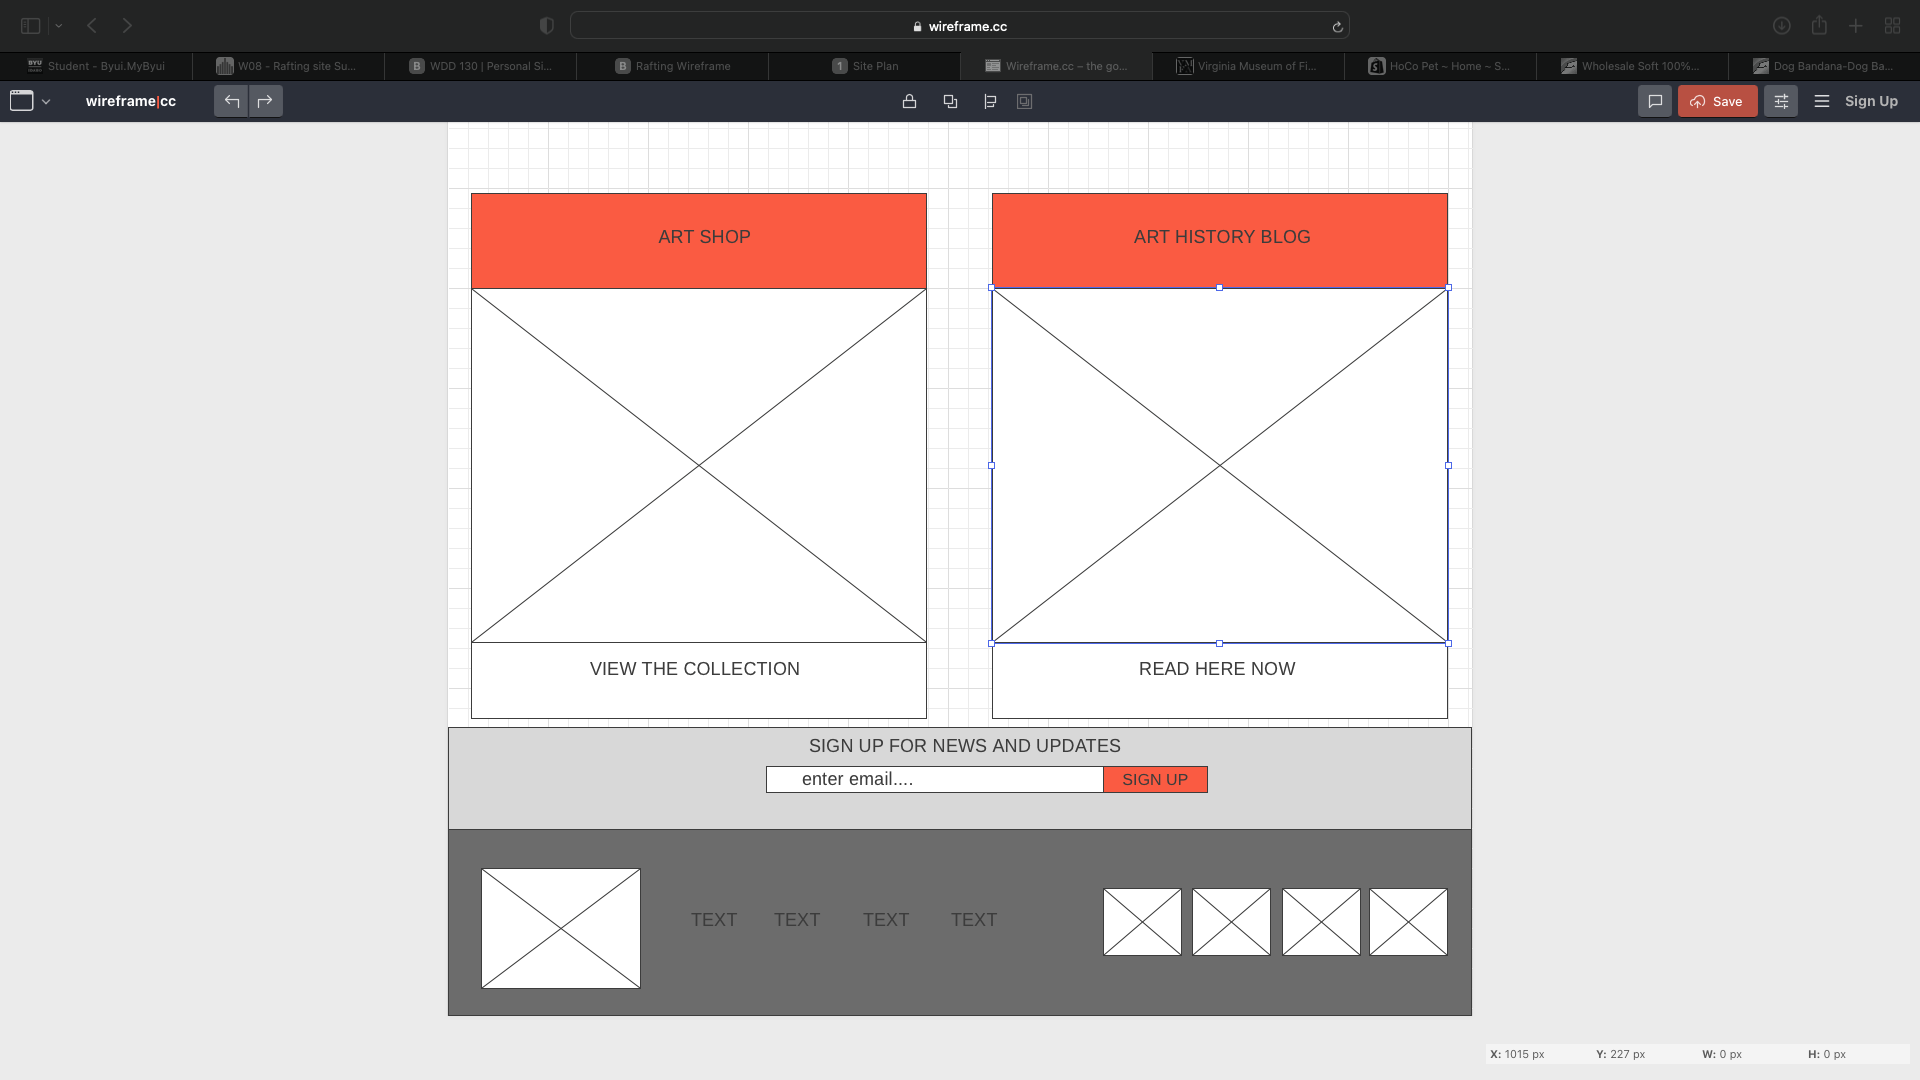 wireframe.cc
Student - Byui.MyByui
W08 - Rafting site Su...
B WDD 130 | Personal Si...
B Rafting Wireframe
1 Site Plan
Wireframe.cc – the go...
Virginia Museum of Fi...
HoCo Pet ~ Home ~ S...
Wholesale Soft 100%...
Dog Bandana-Dog Ba...
wireframe|cc
Save
Sign Up
ART SHOP
ART HISTORY BLOG
VIEW THE COLLECTION
READ HERE NOW
SIGN UP FOR NEWS AND UPDATES
enter email....
SIGN UP
TEXT TEXT TEXT TEXT
X: 1015 px Y: 227 px W: 0 px H: 0 px